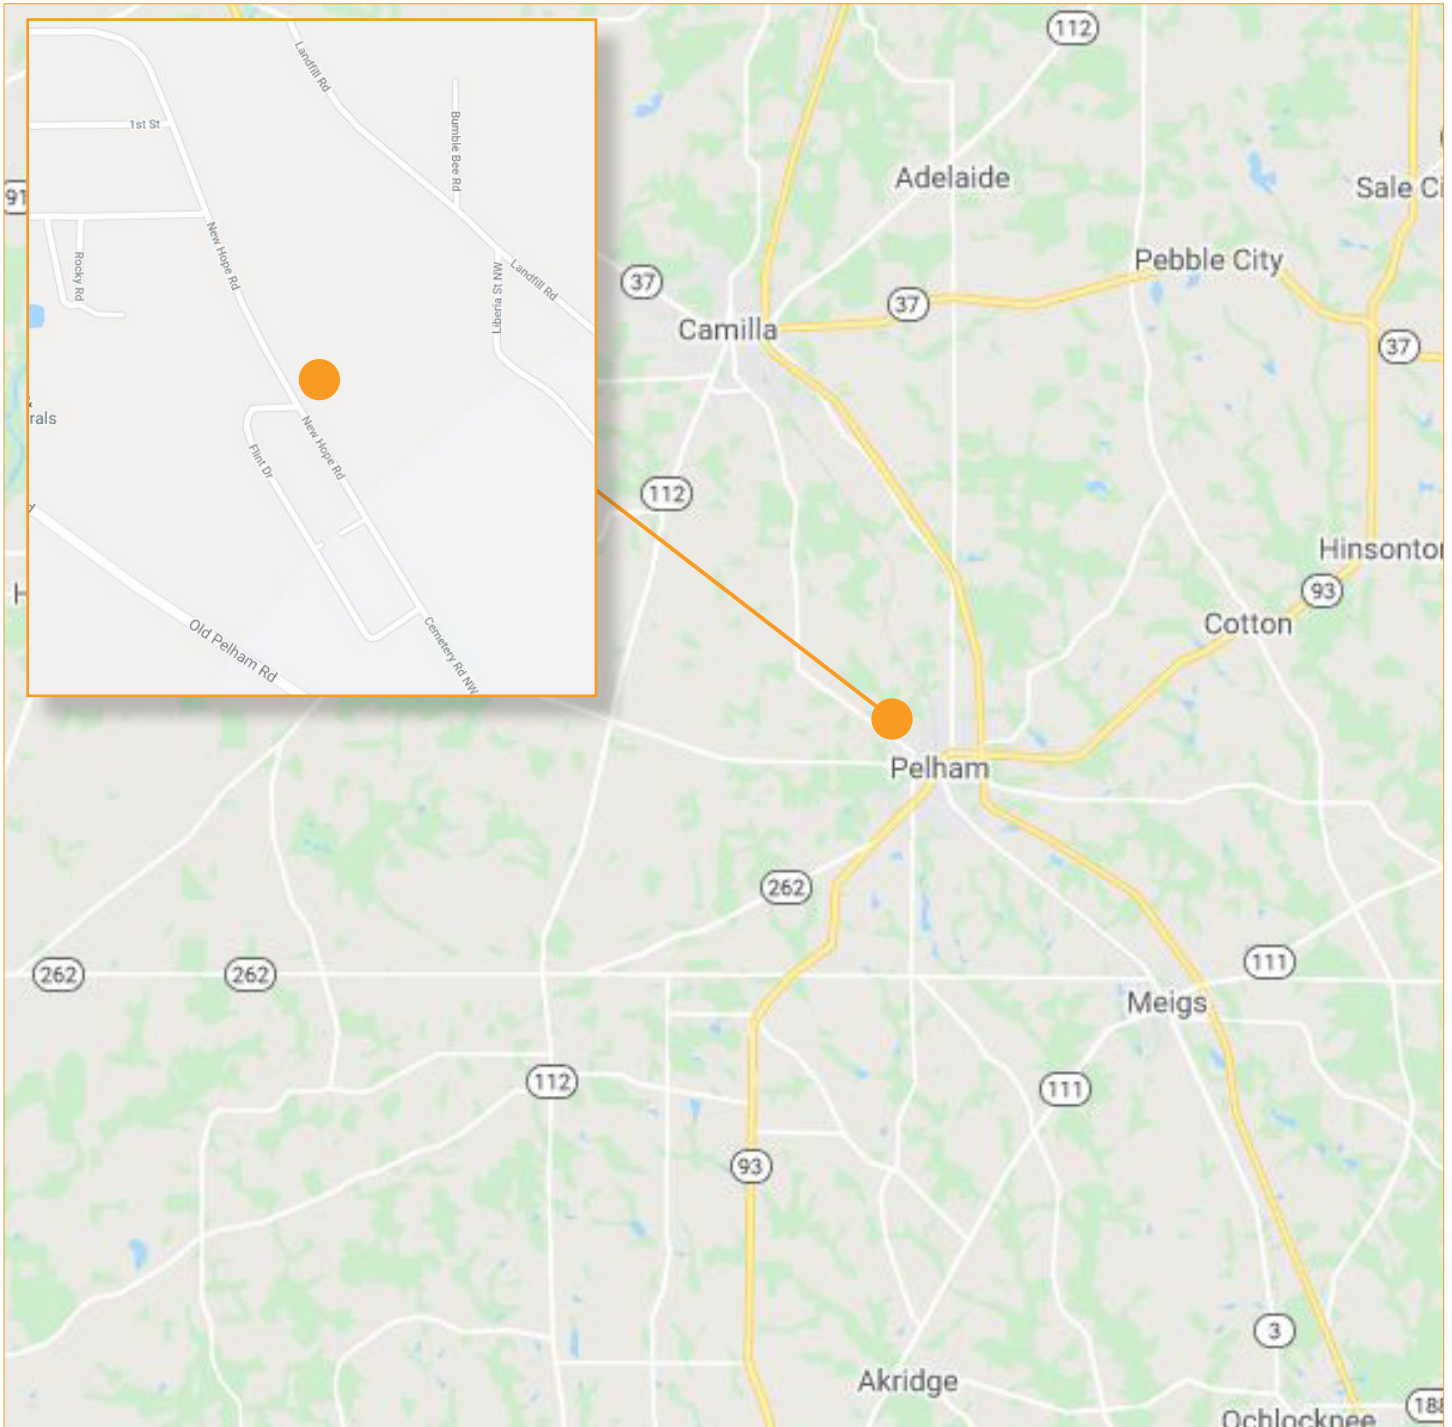 Landfill Rd
Bumble Bee Rd
1st St
New Hope Rd
Rocky Rd
Liberia St NW
Landfill Rd
rals
New Hope Rd
Flint Dr
Old Pelham Rd
Cemetery Rd NW
112
Adelaide
Sale Ci
91
Pebble City
37
37
Camilla
37
112
Hinsonton
93
Cotton
H
Pelham
262
262
262
111
Meigs
112
111
93
3
Akridge
188
Ochlocknee